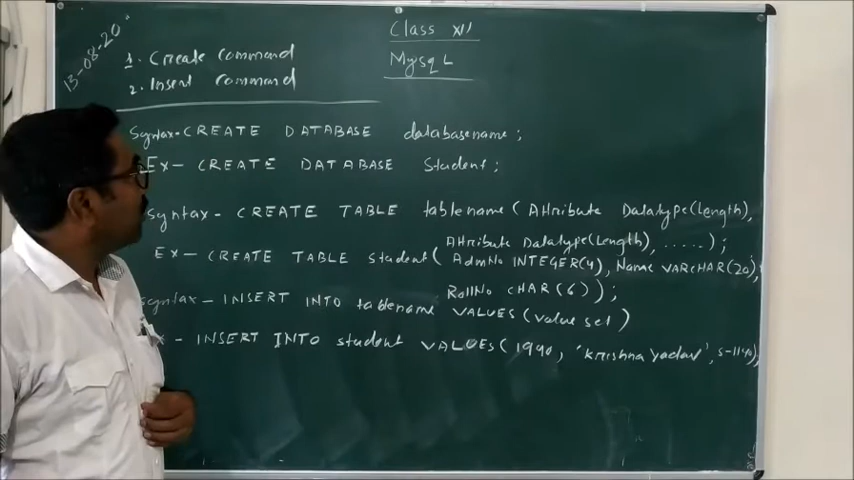 13-08-20
Class XII
MysqL
1. Create Command
2. Insert Command
Syntax- CREATE DATABASE databasename ;
Ex- CREATE DATABASE Student ;
Syntax- CREATE TABLE tablename ( Attribute Datatype(Length),
Attribute Datatype(Length), ..... ) ;
Ex- CREATE TABLE student ( AdmNo INTEGER(4), Name VARCHAR(20),
RollNo CHAR (6) ) ;
Syntax - INSERT INTO tablename VALUES ( value set )
- INSERT INTO student VALUES ( 1940, 'Krishna Yadav',